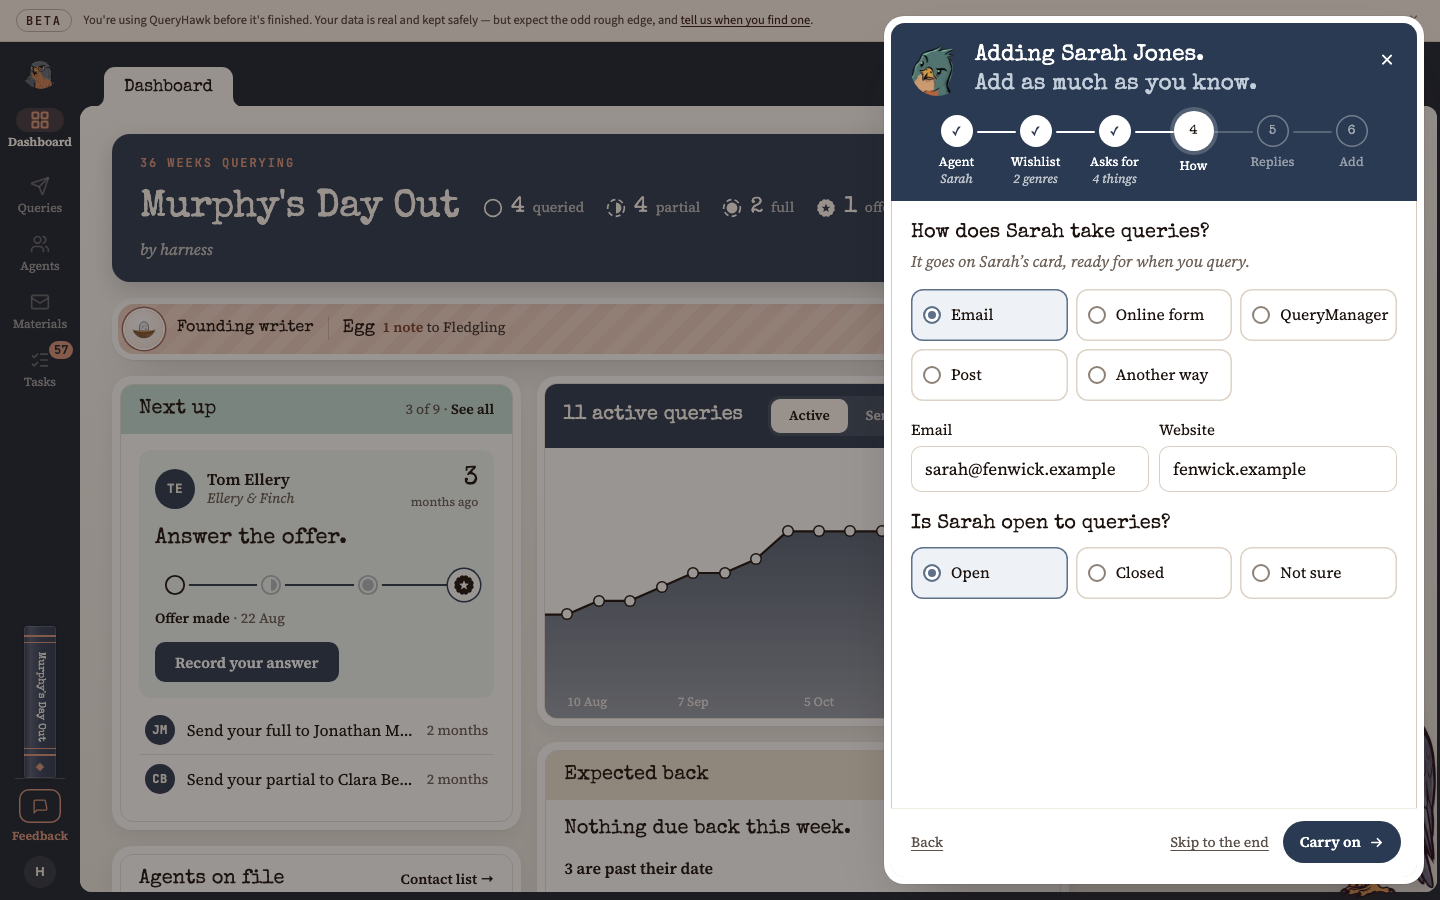 BETA
You're using QueryHawk before it's finished. Your data is real and kept safely — but expect the odd rough edge, and tell us when you find one.
Dashboard
Queries
Agents
Materials
57
Tasks
Murphy's Day Out
Feedback
H
Dashboard
36 WEEKS QUERYING
Murphy's Day Out
4 queried
4 partial
2 full
1
by harness
Founding writer
Egg 1 note to Fledgling
Next up
3 of 9 · See all
TE
Tom Ellery
Ellery & Finch
3
months ago
Answer the offer.
Offer made · 22 Aug
Record your answer
JM Send your full to Jonathan M... 2 months
CB Send your partial to Clara Be... 2 months
Agents on file
Contact list →
11 active queries
Active
10 Aug
7 Sep
5 Oct
Expected back
Nothing due back this week.
3 are past their date
Adding Sarah Jones.
Add as much as you know.
✓ ✓ ✓ 4 5 6
Agent Wishlist Asks for How Replies Add
Sarah 2 genres 4 things
How does Sarah take queries?
It goes on Sarah’s card, ready for when you query.
Email
Online form
QueryManager
Post
Another way
Email
Website
sarah@fenwick.example
fenwick.example
Is Sarah open to queries?
Open
Closed
Not sure
Back
Skip to the end
Carry on →